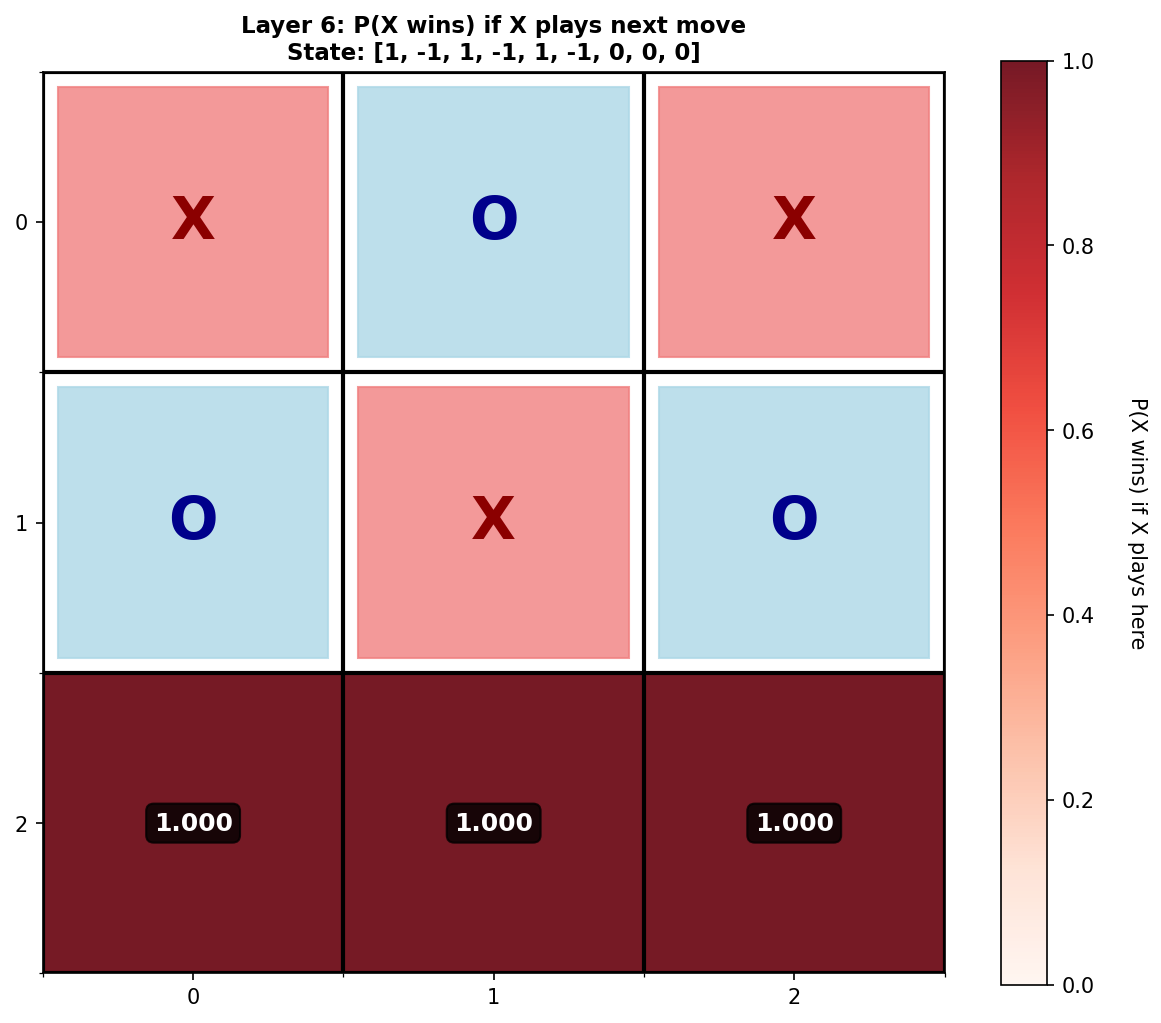 Layer 6: P(X wins) if X plays next move
State: [1, -1, 1, -1, 1, -1, 0, 0, 0]
0
X
O
X
1
O
X
O
2
1.000
1.000
1.000
0
1
2
1.0
0.8
0.6
0.4
0.2
0.0
P(X wins) if X plays here